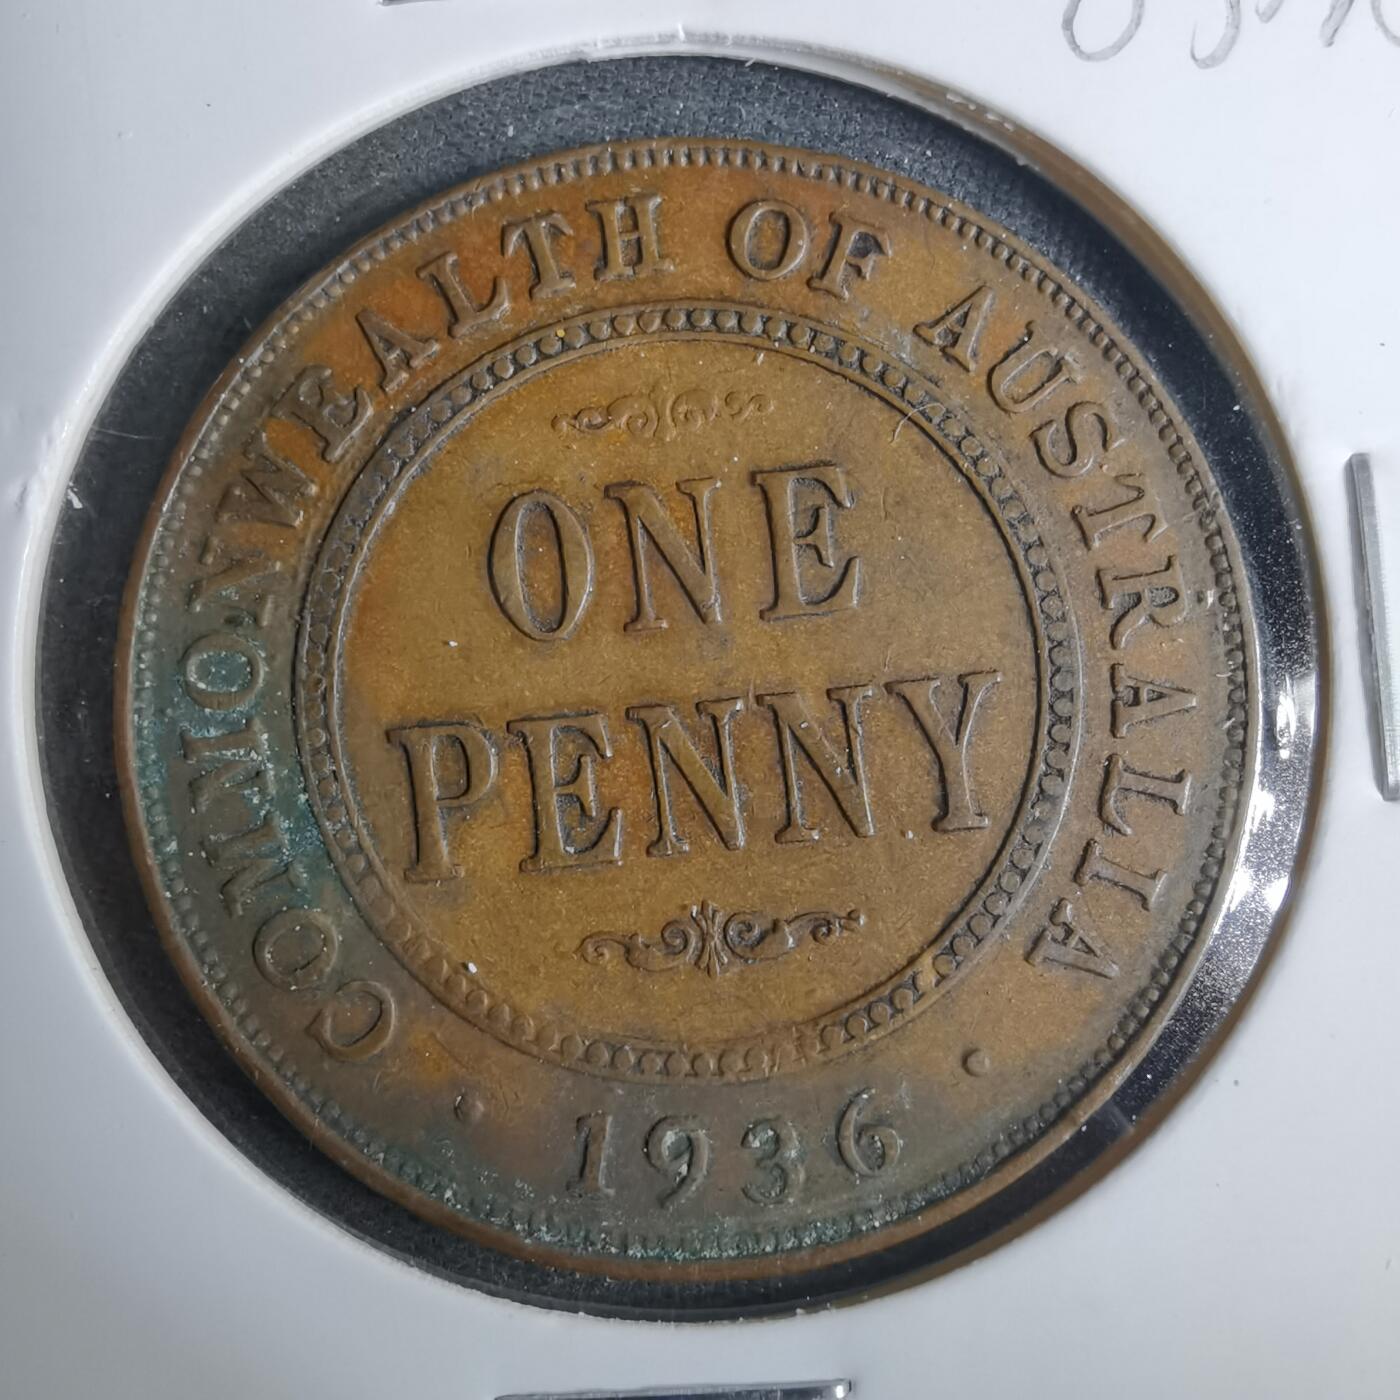 COMMONWEALTH OF AUSTRALIA
ONE
PENNY
· 1936 ·